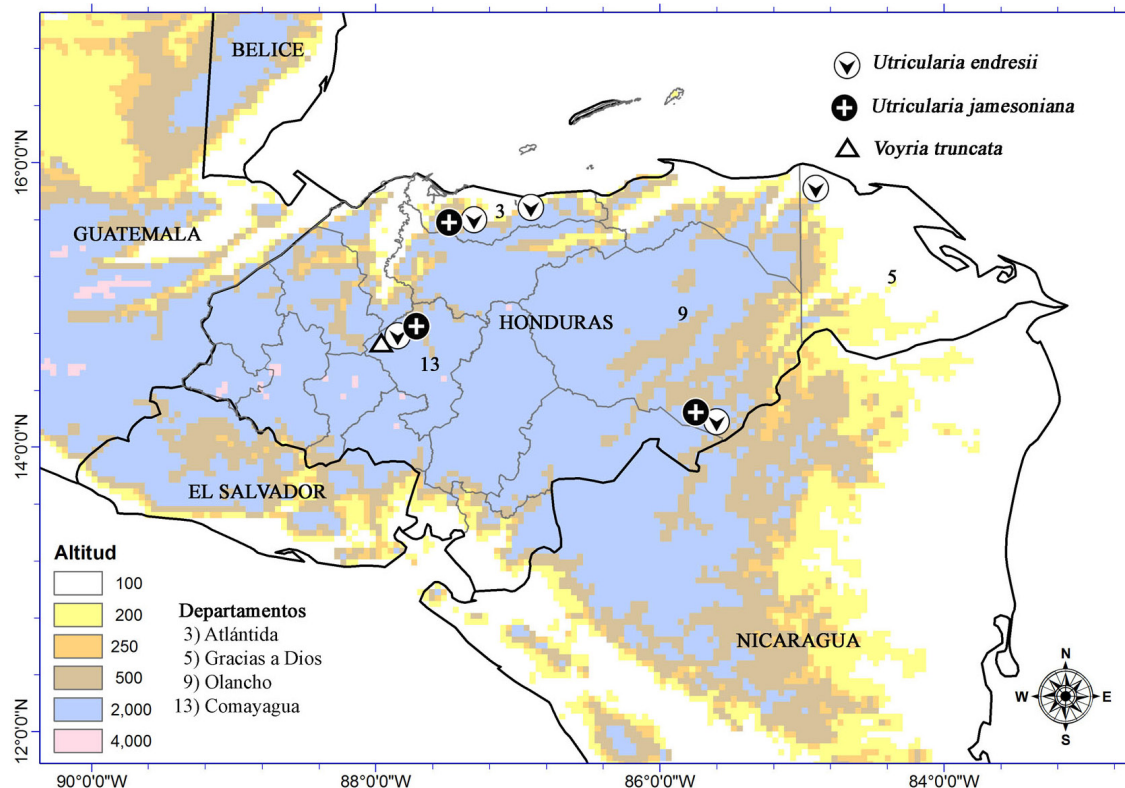 BELICE
Utricularia endresii
Utricularia jamesoniana
Voyria truncata
16°0'0"N
GUATEMALA
3
5
HONDURAS
9
13
14°0'0"N
EL SALVADOR
NICARAGUA
Altitud
100
200
250
500
2,000
4,000
Departamentos
3) Atlántida
5) Gracias a Dios
9) Olancho
13) Comayagua
N
W
E
S
12°0'0"N
90°0'0"W
88°0'0"W
86°0'0"W
84°0'0"W